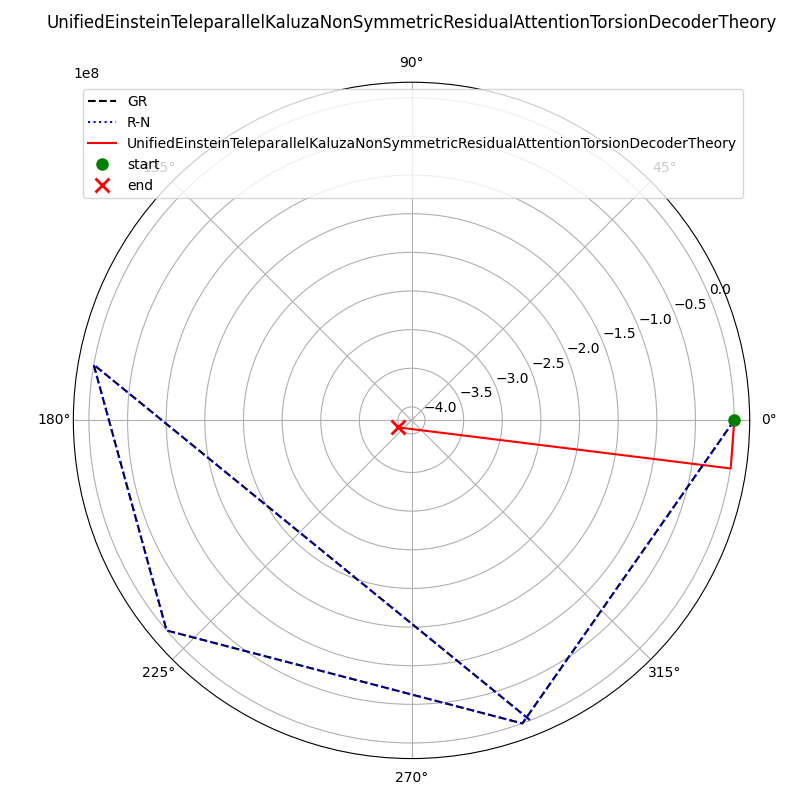 UnifiedEinsteinTeleparallelKaluzaNonSymmetricResidualAttentionTorsionDecoderTheory
90°
1e8
GR
R-N
UnifiedEinsteinTeleparallelKaluzaNonSymmetricResidualAttentionTorsionDecoderTheory
start
end
135°
45°
0.0
−0.5
−1.0
−1.5
−2.0
−2.5
−3.0
−3.5
−4.0
180°
0°
225°
315°
270°